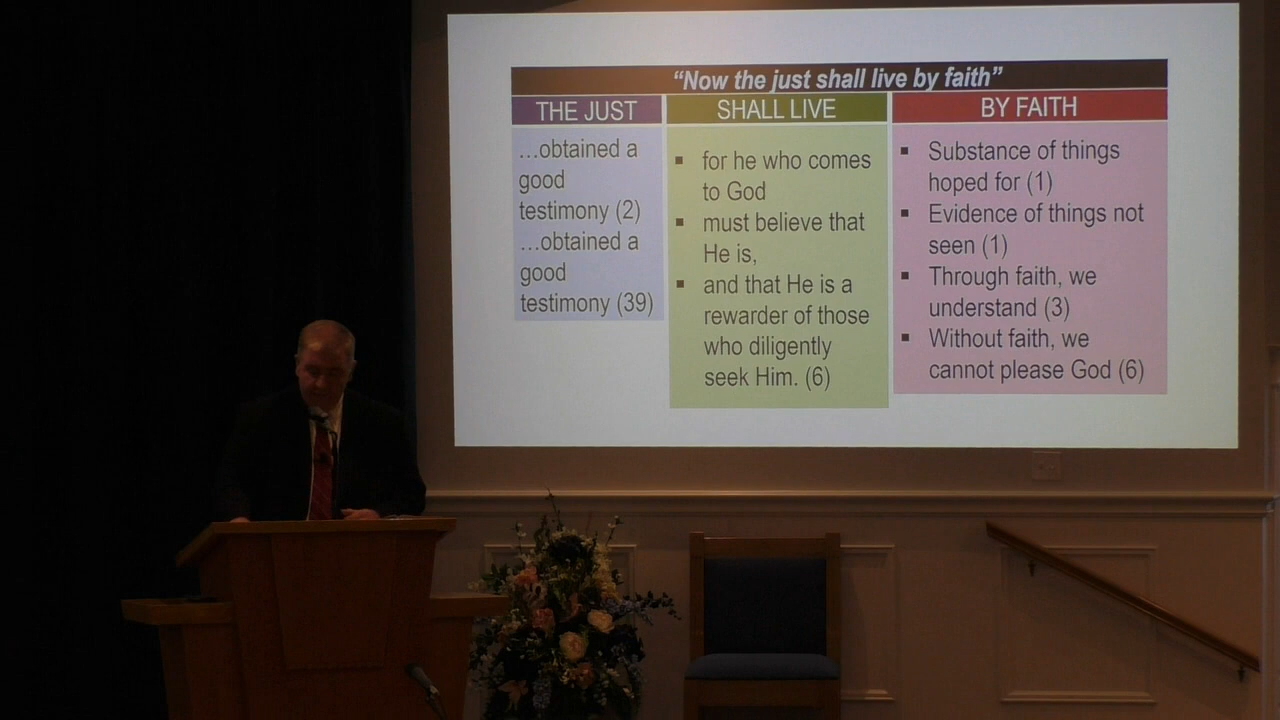 “Now the just shall live by faith”
THE JUST
SHALL LIVE
BY FAITH
…obtained a
good
testimony (2)
…obtained a
good
testimony (39)
▪ for he who comes
to God
▪ must believe that
He is,
▪ and that He is a
rewarder of those
who diligently
seek Him. (6)
▪ Substance of things
hoped for (1)
▪ Evidence of things not
seen (1)
▪ Through faith, we
understand (3)
▪ Without faith, we
cannot please God (6)